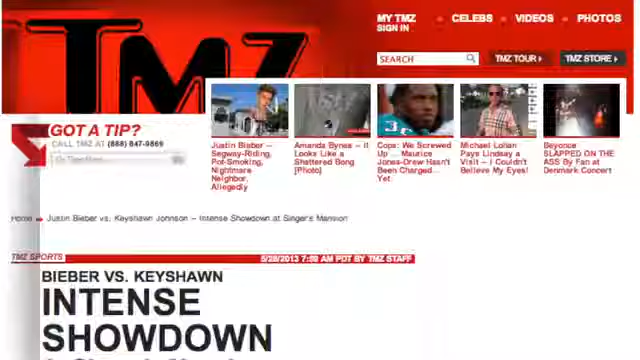 TMZ
MY TMZ
CELEBS
VIDEOS
PHOTOS
SIGN IN
SEARCH
TMZ TOUR
TMZ STORE
Justin Bieber --
Segway-Riding,
Pot-Smoking,
Nightmare
Neighbor,
Allegedly
Amanda Bynes -- It
Looks Like a
Shattered Bong
[Photo]
Cops: We Screwed
Up ... Maurice
Jones-Drew Hasn't
Been Charged ...
Yet
Michael Lohan
Pays Lindsay a
Visit -- I Couldn't
Believe My Eyes!
Beyonce
SLAPPED ON THE
ASS By Fan at
Denmark Concert
GOT A TIP?
CALL TMZ AT (888) 847-9869
Home
Justin Bieber vs. Keyshawn Johnson -- Intense Showdown at Singer's Mansion
TMZ SPORTS
5/28/2013 7:59 AM PDT BY TMZ STAFF
BIEBER VS. KEYSHAWN
INTENSE
SHOWDOWN